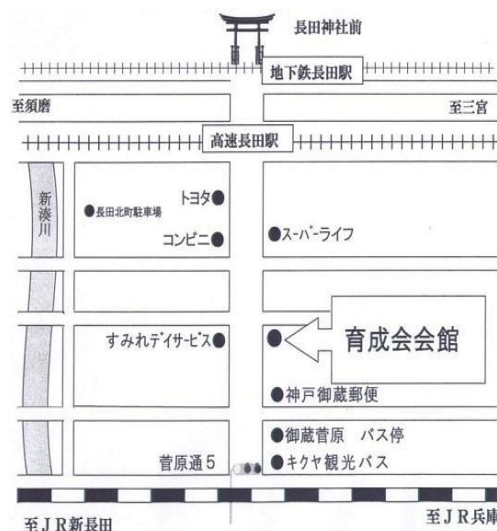 長田神社前
地下鉄長田駅
至須磨
至三宮
高速長田駅
新湊川
トヨタ
長田北町駐車場
コンビニ
スーパーライフ
育成会会館
すみれデイサービス
神戸御蔵郵便
御蔵菅原 バス停
菅原通5
キクヤ観光バス
至JR新長田
至JR兵庫